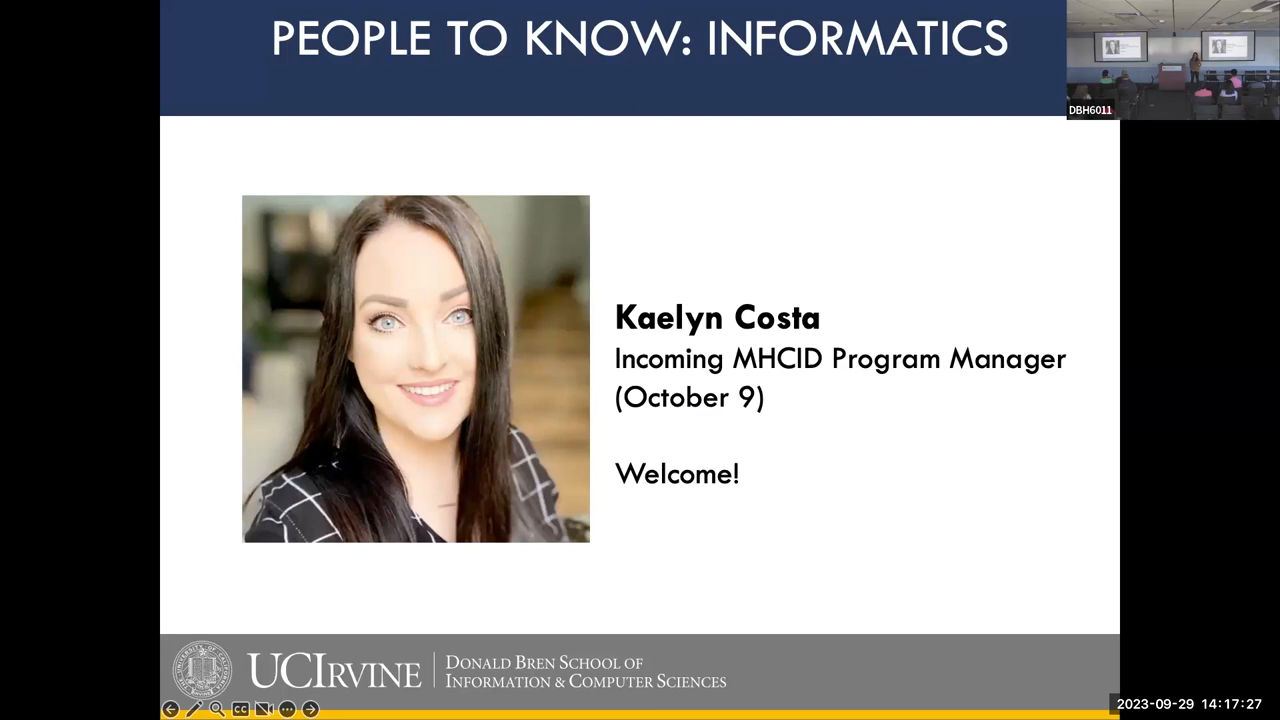 PEOPLE TO KNOW: INFORMATICS
DBH6011
Kaelyn Costa
Incoming MHCID Program Manager
(October 9)
Welcome!
UCIRVINE
DONALD BREN SCHOOL OF
INFORMATION & COMPUTER SCIENCES
CC
2023-09-29 14:17:27